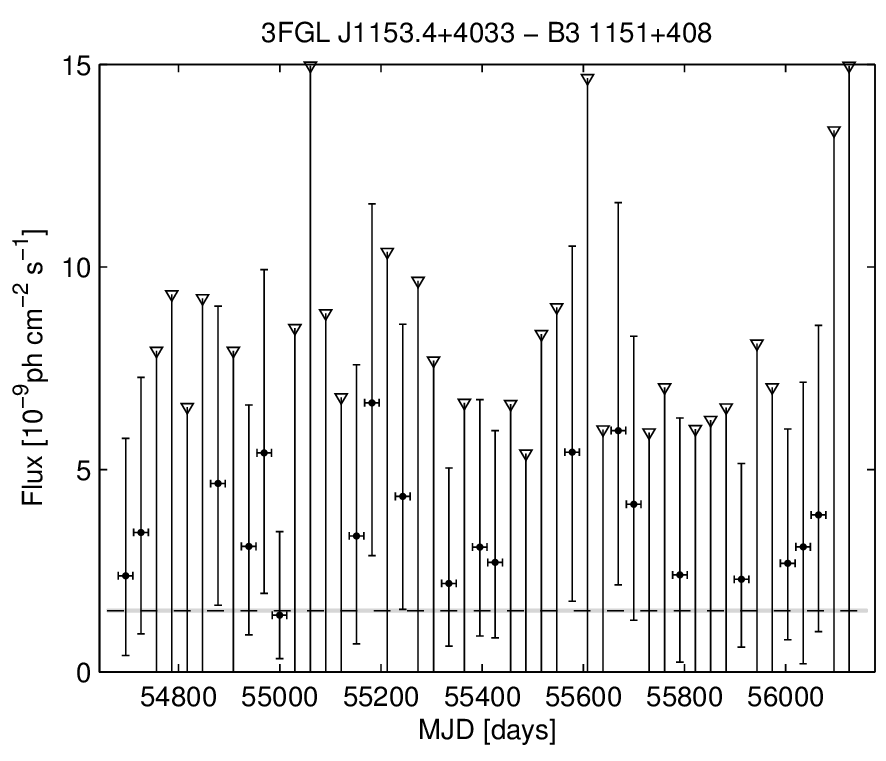 3FGL J1153.4+4033 − B3 1151+408
15
10
5
0
Flux [10⁻⁹ph cm⁻² s⁻¹]
54800 55000 55200 55400 55600 55800 56000
MJD [days]